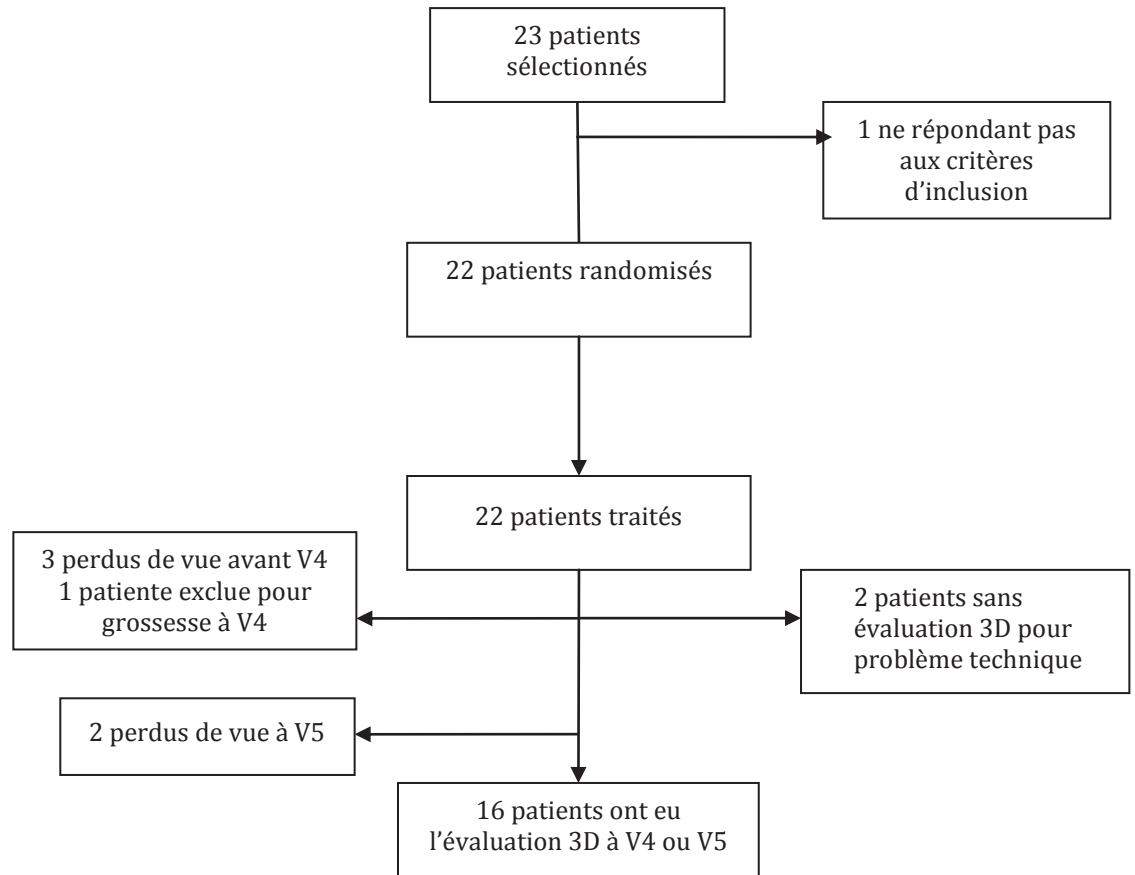 23 patients
sélectionnés
1 ne répondant pas
aux critères
d’inclusion
22 patients randomisés
22 patients traités
3 perdus de vue avant V4
1 patiente exclue pour
grossesse à V4
2 patients sans
évaluation 3D pour
problème technique
2 perdus de vue à V5
16 patients ont eu
l’évaluation 3D à V4 ou V5